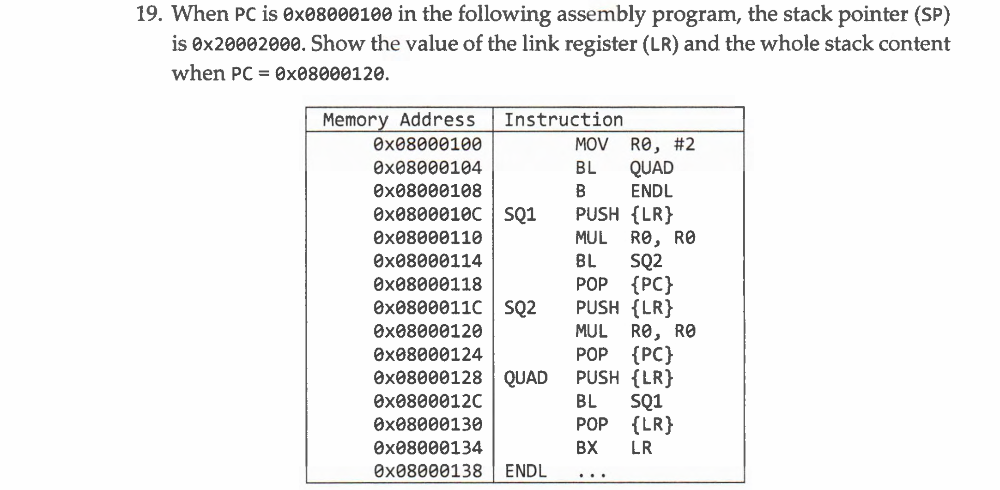 19. When PC is 0x08000100 in the following assembly program, the stack pointer (SP)
is 0x20002000. Show the value of the link register (LR) and the whole stack content
when PC = 0x08000120.
Memory Address Instruction
0x08000100 MOV R0, #2
0x08000104 BL QUAD
0x08000108 B ENDL
0x0800010C SQ1 PUSH {LR}
0x08000110 MUL R0, R0
0x08000114 BL SQ2
0x08000118 POP {PC}
0x0800011C SQ2 PUSH {LR}
0x08000120 MUL R0, R0
0x08000124 POP {PC}
0x08000128 QUAD PUSH {LR}
0x0800012C BL SQ1
0x08000130 POP {LR}
0x08000134 BX LR
0x08000138 ENDL ...